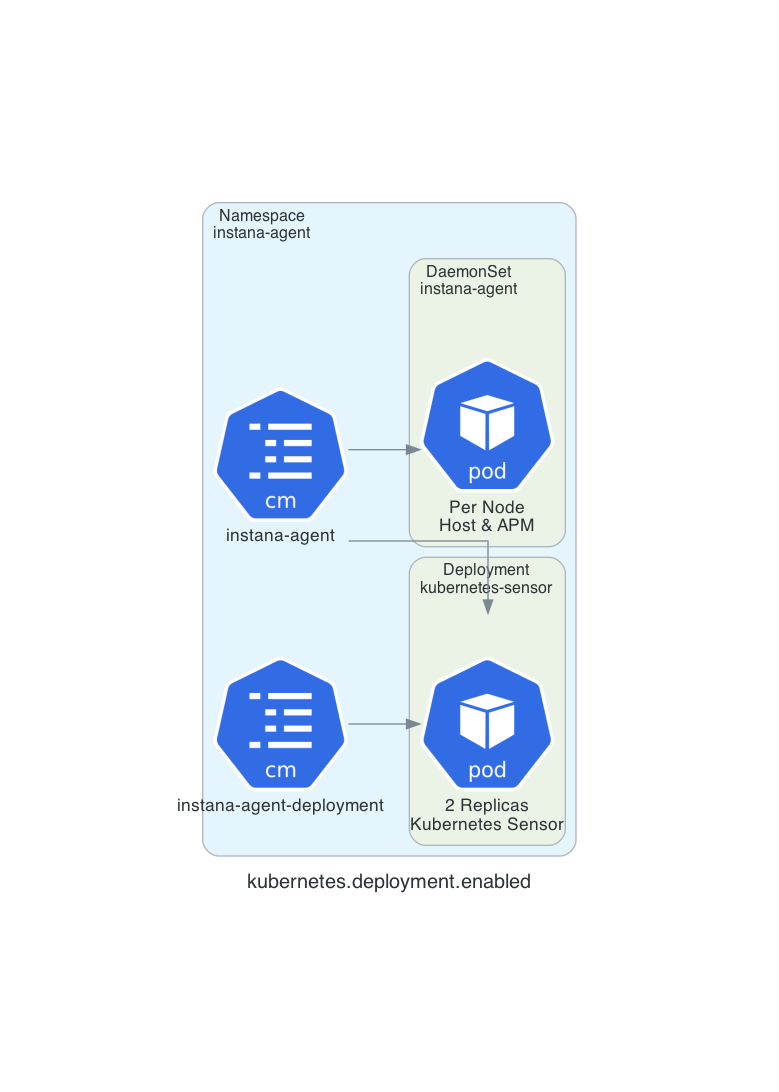 Namespace
instana-agent
DaemonSet
instana-agent
cm
instana-agent
pod
Per Node
Host & APM
Deployment
kubernetes-sensor
cm
instana-agent-deployment
pod
2 Replicas
Kubernetes Sensor
kubernetes.deployment.enabled